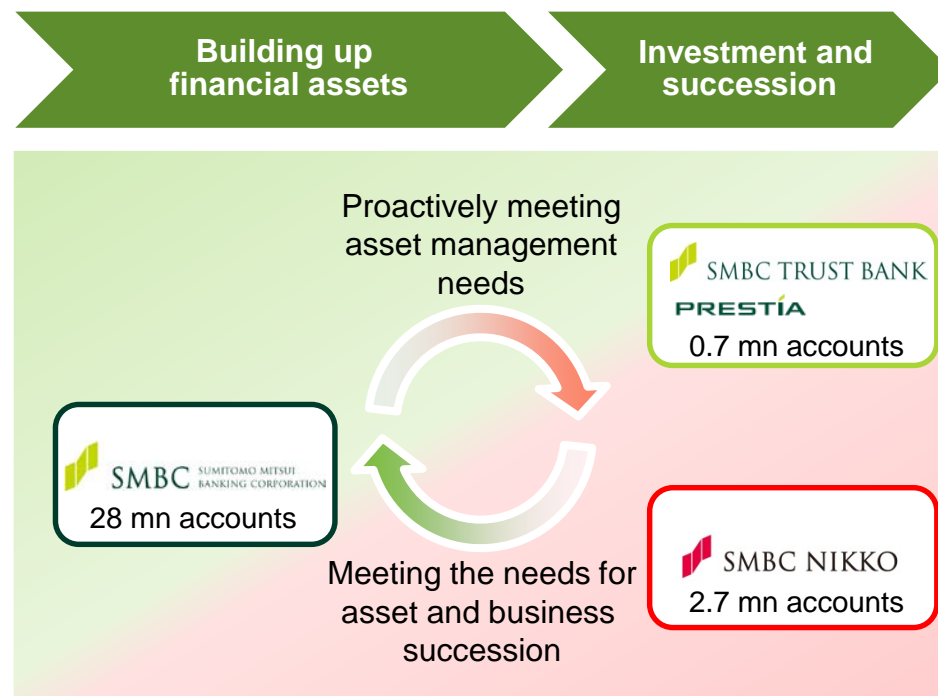 Building up
financial assets
Investment and
succession
Proactively meeting
asset management
needs
SMBC TRUST BANK
PRESTÍA
0.7 mn accounts
SMBC SUMITOMO MITSUI
BANKING CORPORATION
28 mn accounts
SMBC NIKKO
2.7 mn accounts
Meeting the needs for
asset and business
succession